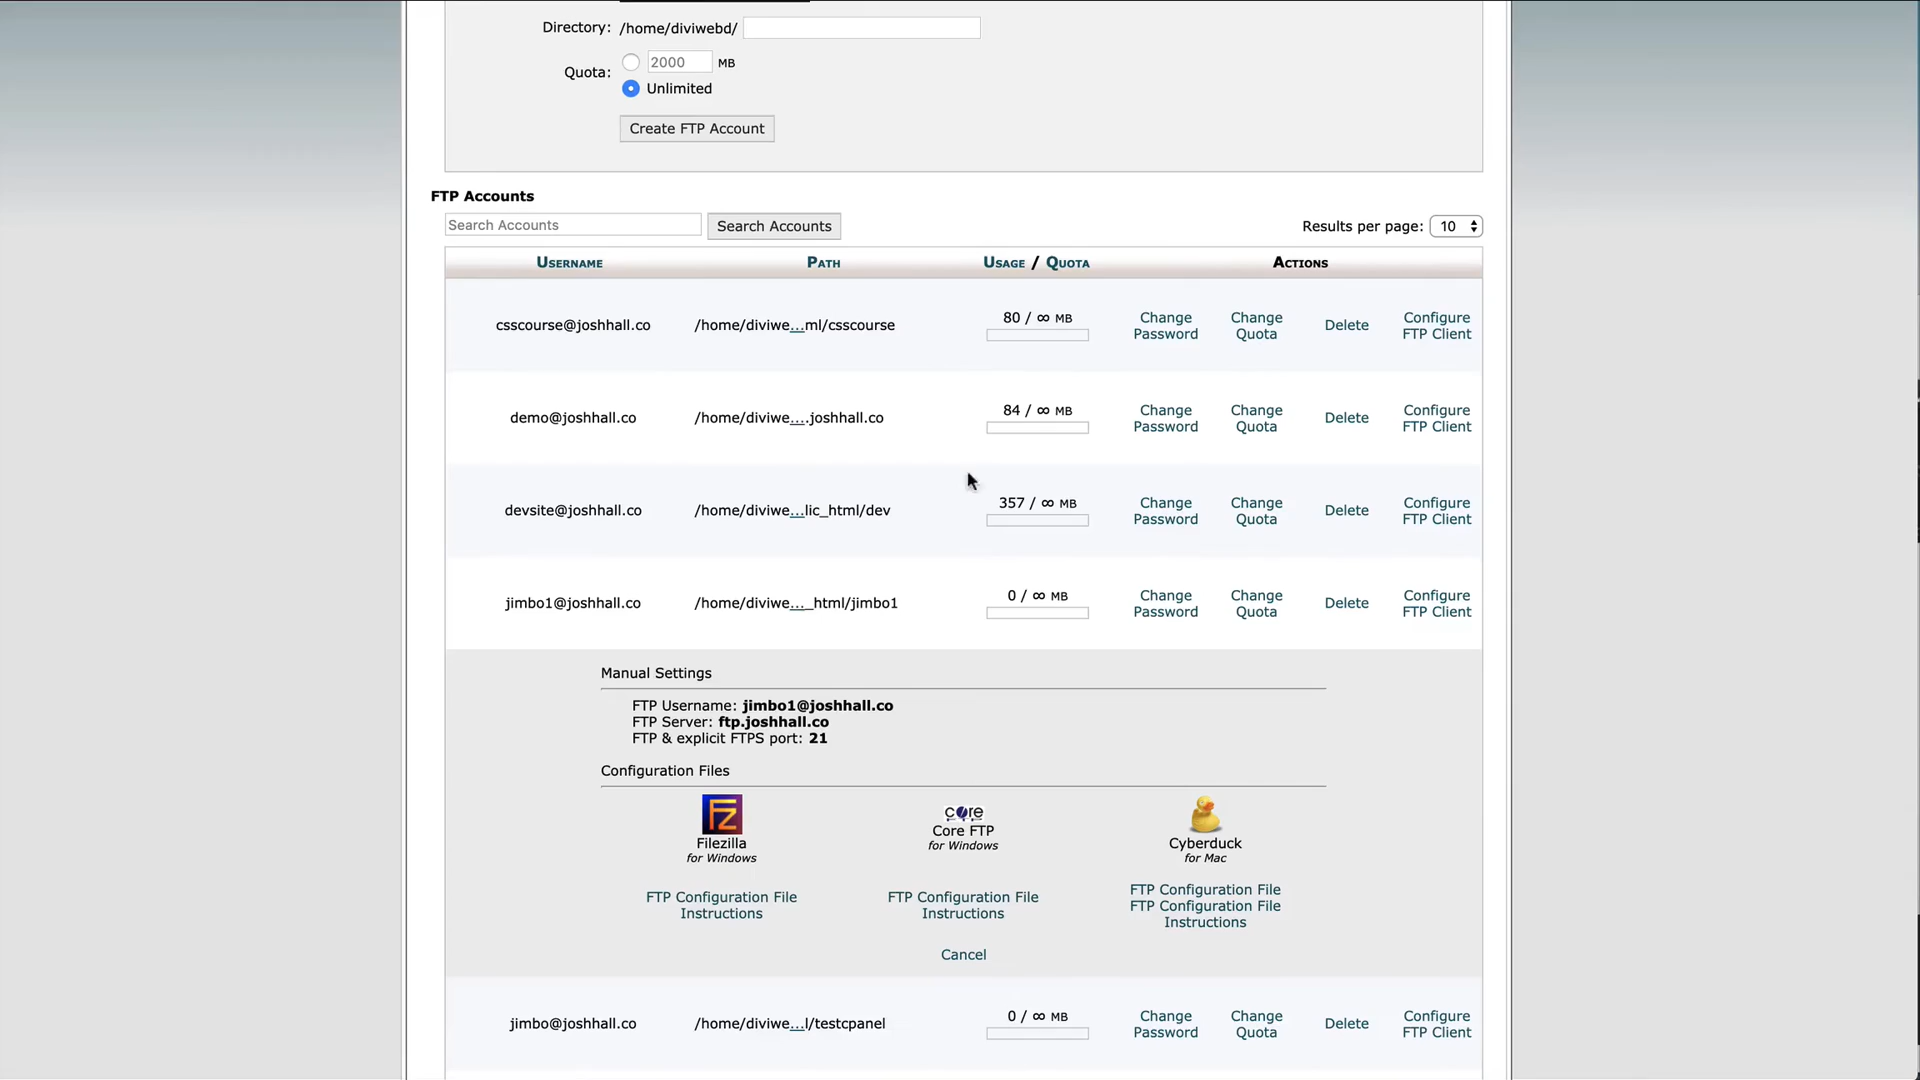 Directory: /home/diviwebd/
Quota: 2000 MB
Unlimited
Create FTP Account
FTP Accounts
Search Accounts Search Accounts Results per page: 10
USERNAME PATH USAGE / QUOTA ACTIONS
csscourse@joshhall.co /home/diviwe...ml/csscourse 80 / ∞ MB Change Password Change Quota Delete Configure FTP Client
demo@joshhall.co /home/diviwe....joshhall.co 84 / ∞ MB Change Password Change Quota Delete Configure FTP Client
devsite@joshhall.co /home/diviwe...lic_html/dev 357 / ∞ MB Change Password Change Quota Delete Configure FTP Client
jimbo1@joshhall.co /home/diviwe..._html/jimbo1 0 / ∞ MB Change Password Change Quota Delete Configure FTP Client
Manual Settings
FTP Username: jimbo1@joshhall.co
FTP Server: ftp.joshhall.co
FTP & explicit FTPS port: 21
Configuration Files
FZ
Filezilla
for Windows
FTP Configuration File
Instructions
core
Core FTP
for Windows
FTP Configuration File
Instructions
Cyberduck
for Mac
FTP Configuration File
FTP Configuration File
Instructions
Cancel
jimbo@joshhall.co /home/diviwe...l/testcpanel 0 / ∞ MB Change Password Change Quota Delete Configure FTP Client